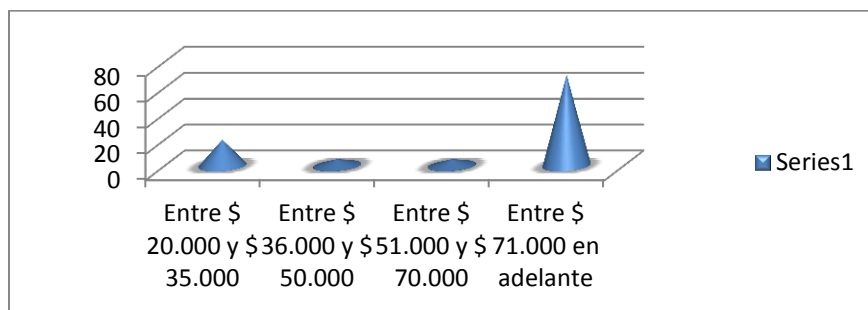 80
60
40
20
0
Entre $ 20.000 y $ 35.000
Entre $ 36.000 y $ 50.000
Entre $ 51.000 y $ 70.000
Entre $ 71.000 en adelante
Series1